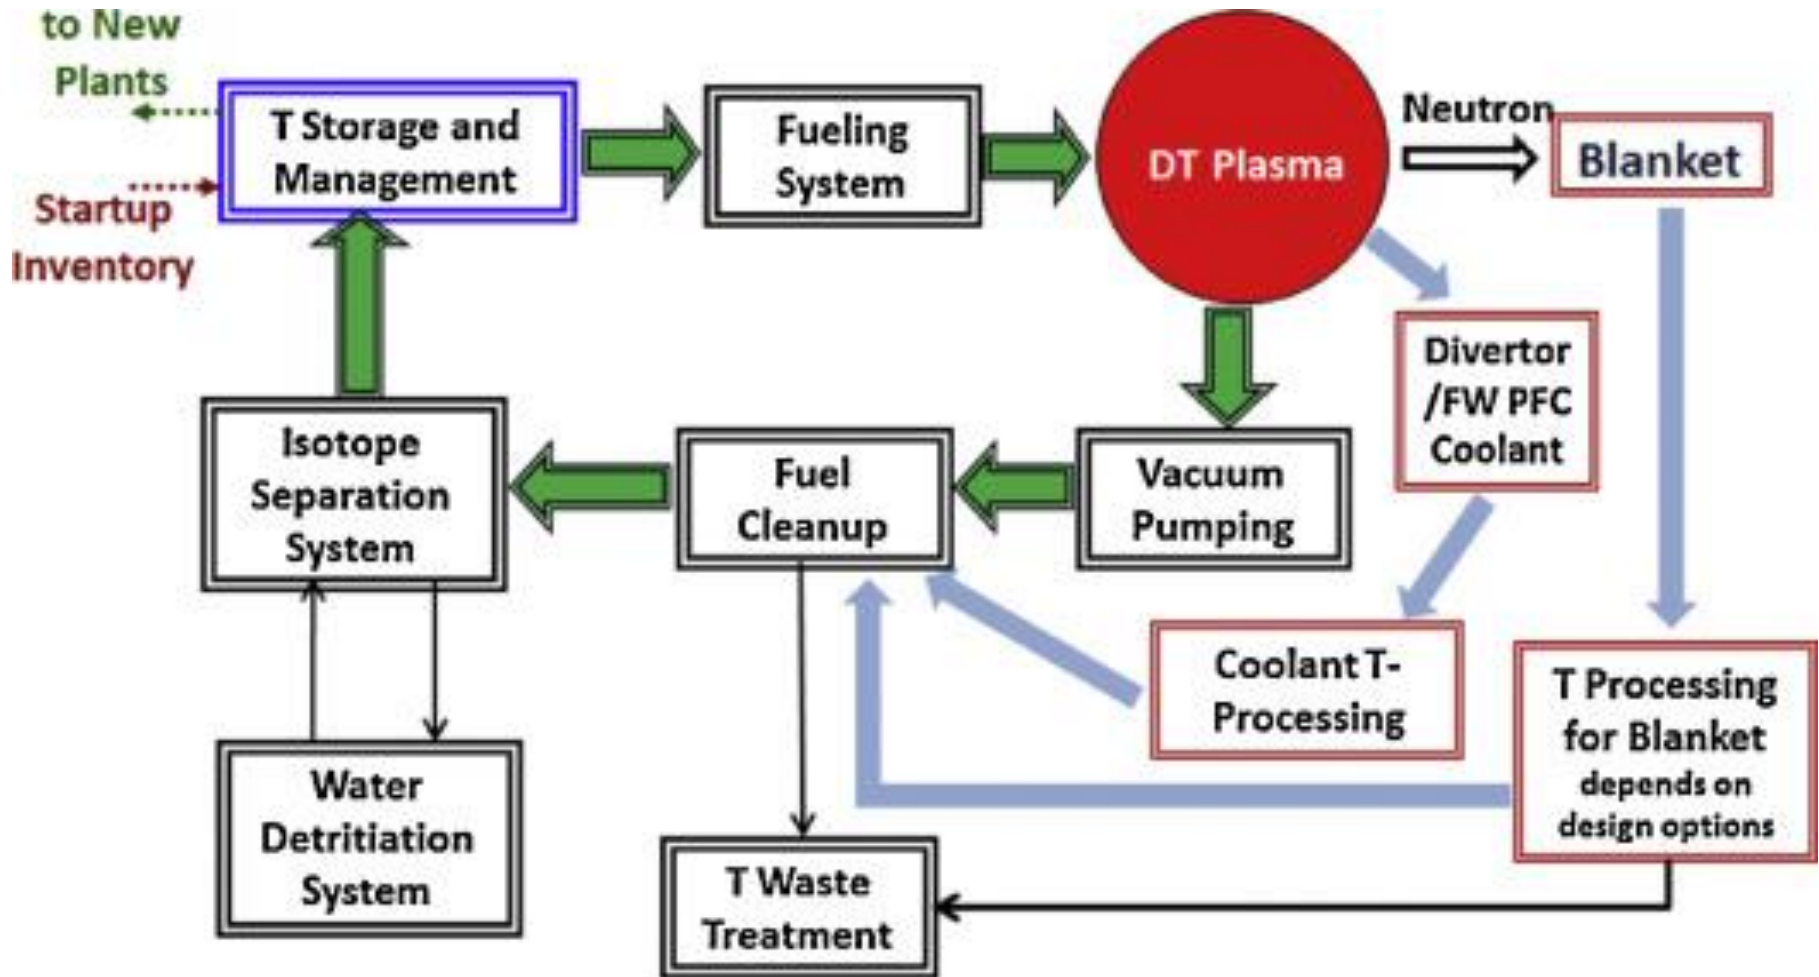 to New
Plants
T Storage and
Management
Startup
Inventory
Fueling
System
DT Plasma
Neutron
Blanket
Divertor
/FW PFC
Coolant
Isotope
Separation
System
Fuel
Cleanup
Vacuum
Pumping
Coolant T-
Processing
T Processing
for Blanket
depends on
design options
Water
Detritiation
System
T Waste
Treatment